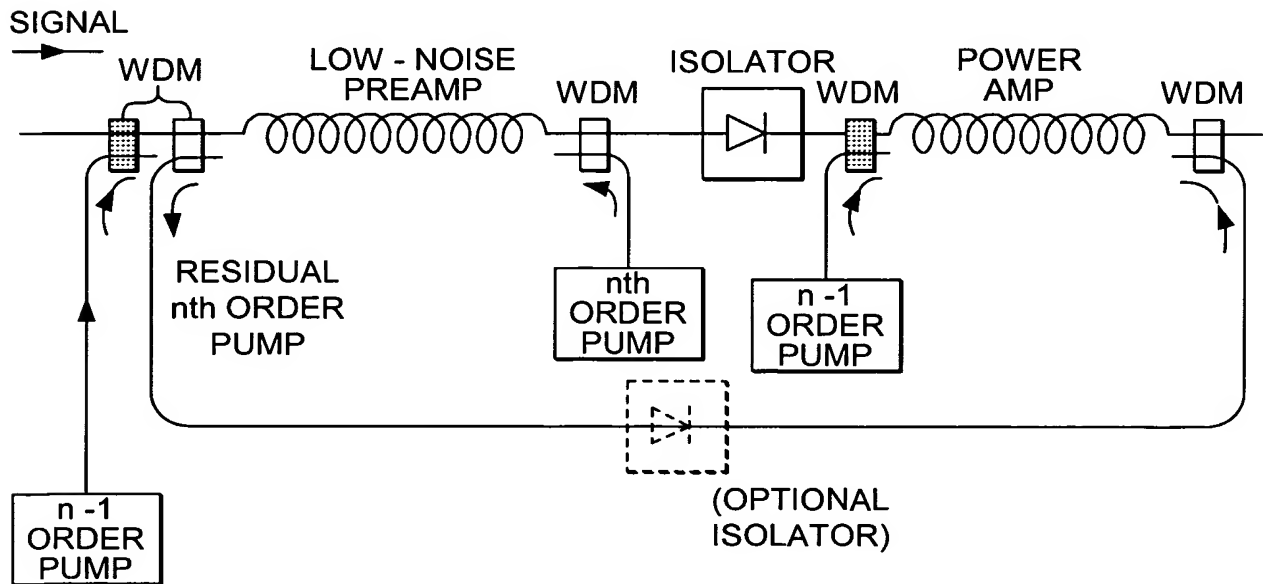 SIGNAL
WDM
LOW - NOISE
PREAMP
WDM
ISOLATOR
WDM
POWER
AMP
WDM
RESIDUAL
nth ORDER
PUMP
nth
ORDER
PUMP
n -1
ORDER
PUMP
n -1
ORDER
PUMP
(OPTIONAL
ISOLATOR)